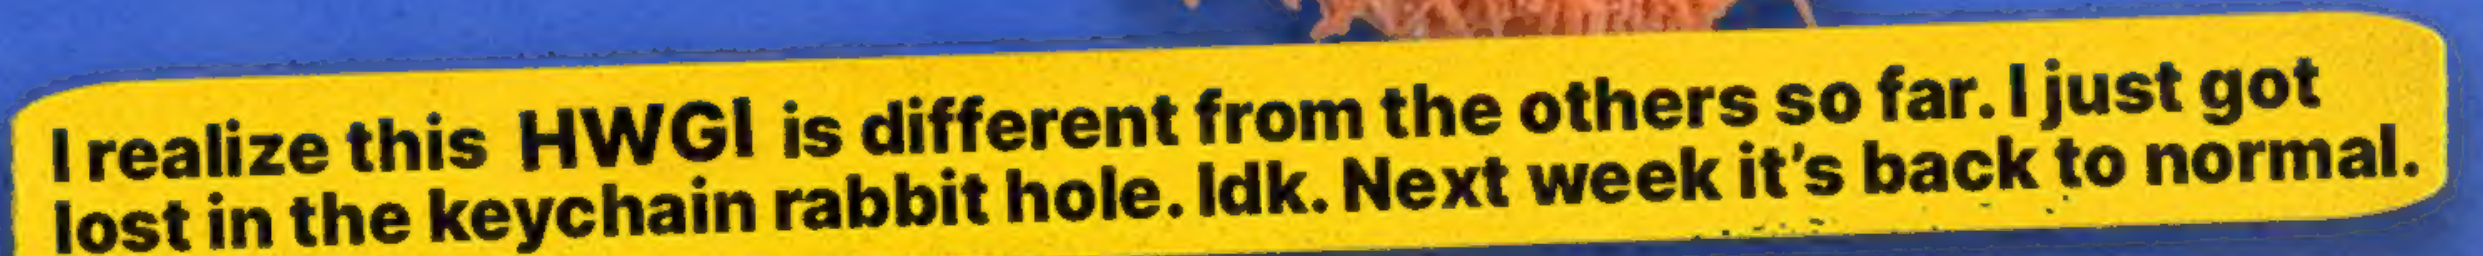 I realize this HWGI is different from the others so far. I just got
lost in the keychain rabbit hole. Idk. Next week it's back to normal.